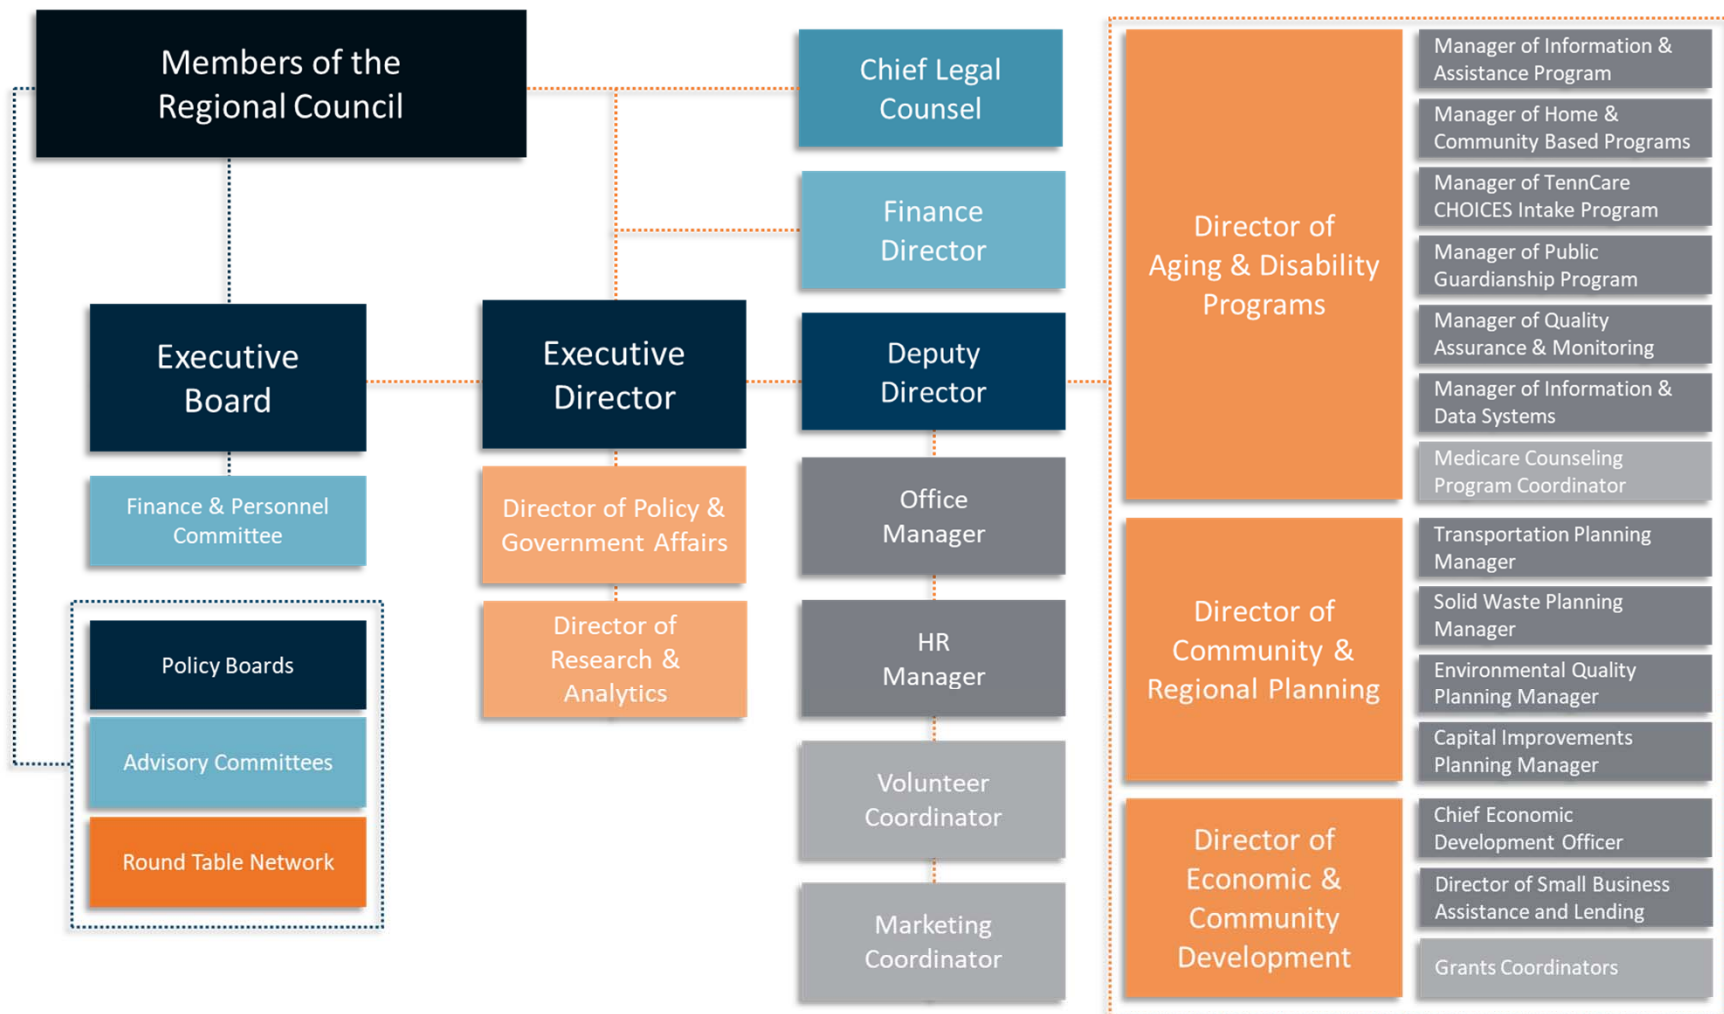 Members of the
Regional Council
Chief Legal
Counsel
Finance
Director
Executive
Board
Executive
Director
Deputy
Director
Finance & Personnel
Committee
Director of Policy &
Government Affairs
Director of
Research &
Analytics
Office
Manager
HR
Manager
Volunteer
Coordinator
Marketing
Coordinator
Policy Boards
Advisory Committees
Round Table Network
Director of
Aging & Disability
Programs
Manager of Information &
Assistance Program
Manager of Home &
Community Based Programs
Manager of TennCare
CHOICES Intake Program
Manager of Public
Guardianship Program
Manager of Quality
Assurance & Monitoring
Manager of Information &
Data Systems
Medicare Counseling
Program Coordinator
Director of
Community &
Regional Planning
Transportation Planning
Manager
Solid Waste Planning
Manager
Environmental Quality
Planning Manager
Capital Improvements
Planning Manager
Director of
Economic &
Community
Development
Chief Economic
Development Officer
Director of Small Business
Assistance and Lending
Grants Coordinators